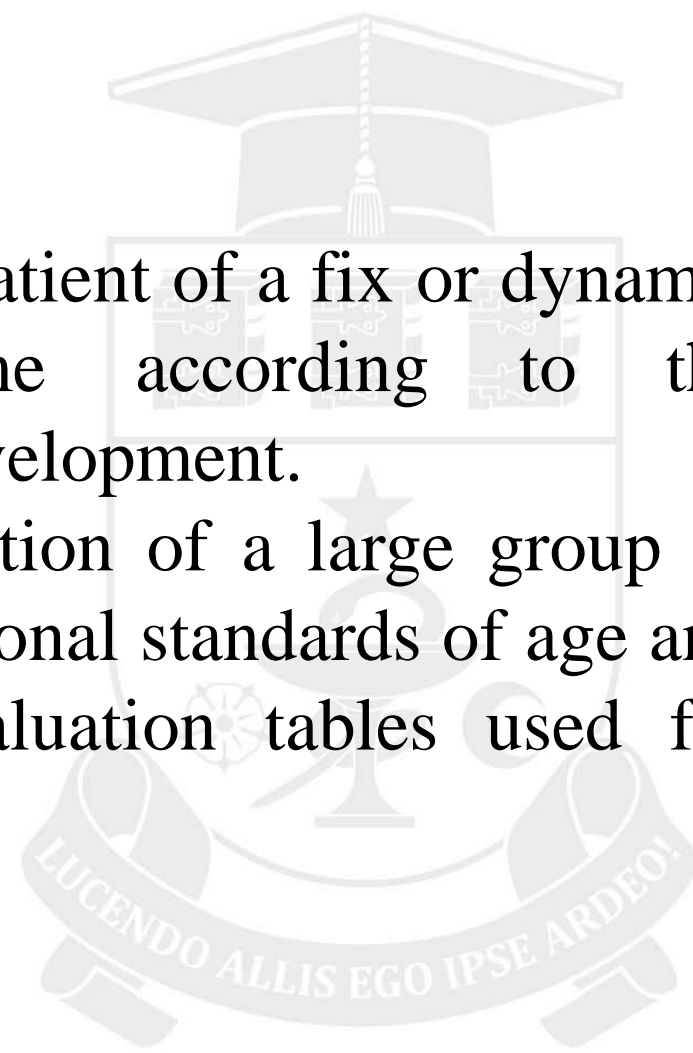 atient of a fix or dynam
ne according to th
velopment.
tion of a large group
onal standards of age an
aluation tables used f
LUCENDO ALLIS EGO IPSE ARDEO!